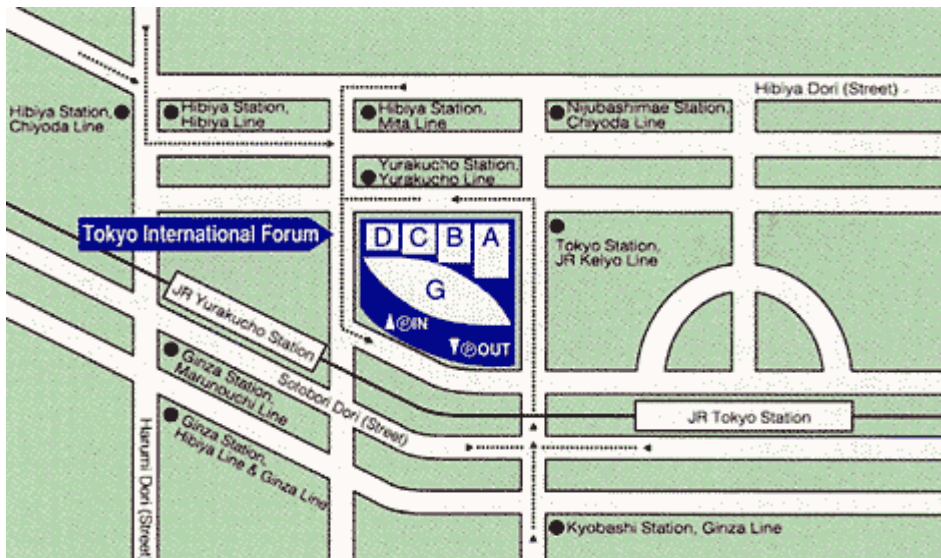 Hibiya Dori (Street)
Hibiya Station,
Chiyoda Line
Hibiya Station,
Hibiya Line
Hibiya Station,
Mita Line
Nijubashimae Station,
Chiyoda Line
Yurakucho Station,
Yurakucho Line
Tokyo International Forum
D C B A
G
Tokyo Station,
JR Keiyo Line
JR Yurakucho Station
P IN
P OUT
Ginza Station,
Marunouchi Line
Sotobori Dori (Street)
JR Tokyo Station
Ginza Station,
Hibiya Line & Ginza Line
Harumi Dori (Street
Kyobashi Station, Ginza Line